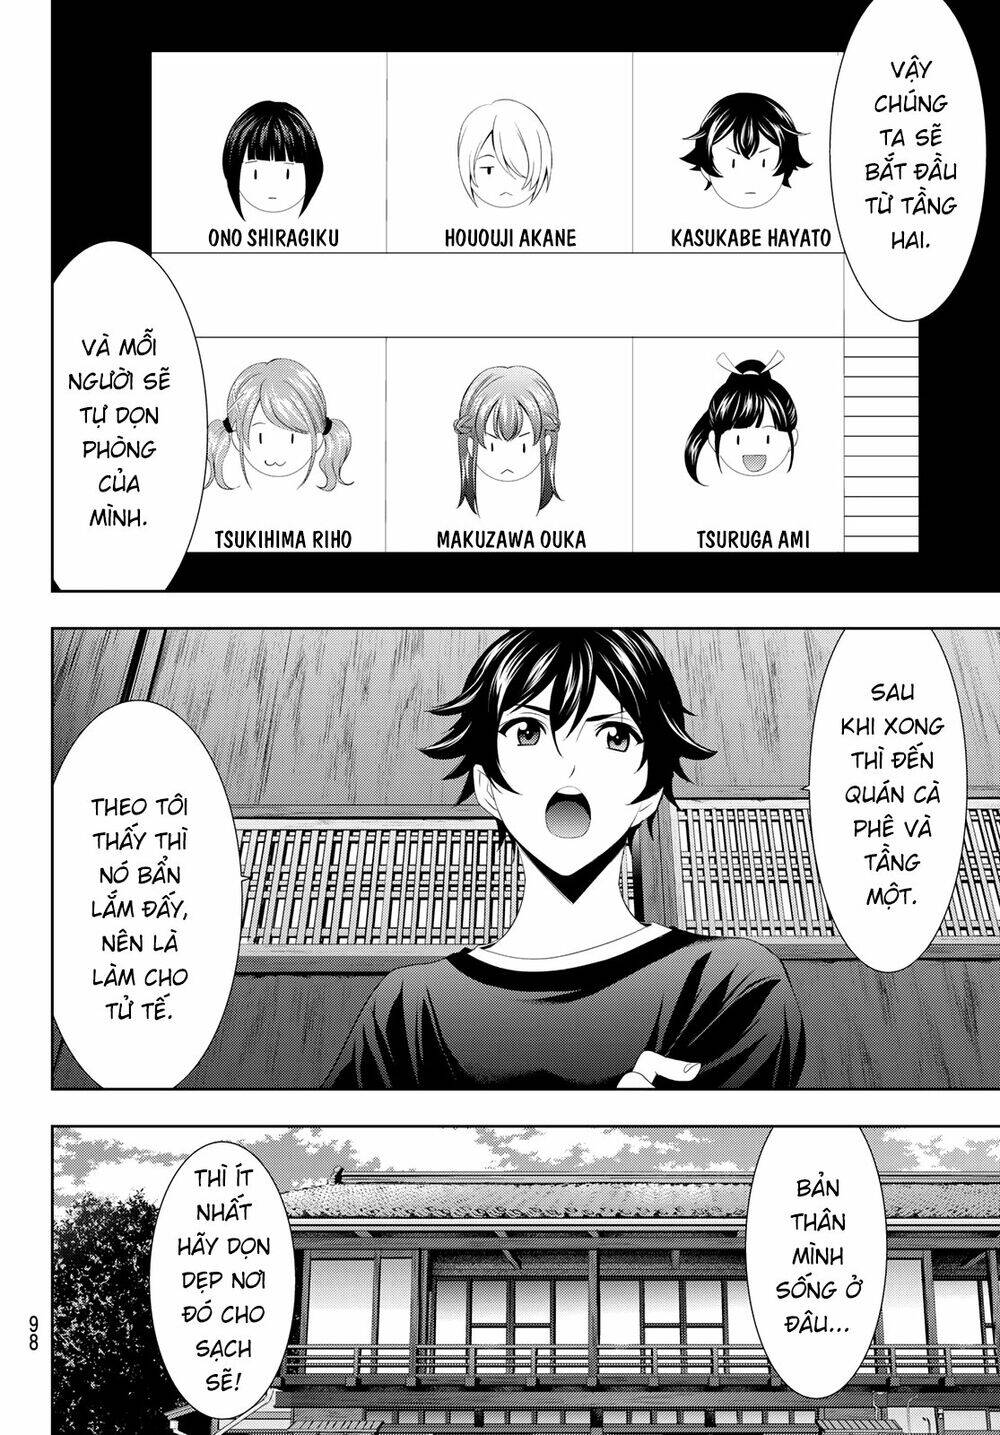 VẬY
CHÚNG
TA SẼ
BẮT ĐẦU
TỪ TẦNG
HAI.
ONO SHIRAGIKU
HOUOUJI AKANE
KASUKABE HAYATO
VÀ MỖI
NGƯỜI SẼ
TỰ DỌN
PHÒNG
CỦA
MÌNH.
TSUKIHIMA RIHO
MAKUZAWA OUKA
TSURUGA AMI
SAU
KHI XONG
THÌ ĐẾN
QUÁN CÀ
PHÊ VÀ
TẦNG
MỘT.
THEO TÔI
THẤY THÌ
NÓ BẨN
LẮM ĐẤY,
NÊN LÀ
LÀM CHO
TỬ TẾ.
BẢN
THÂN
MÌNH
SỐNG Ở
ĐÂU...
THÌ ÍT
NHẤT
HÃY DỌN
DẸP NƠI
ĐÓ CHO
SẠCH
SẼ!
98